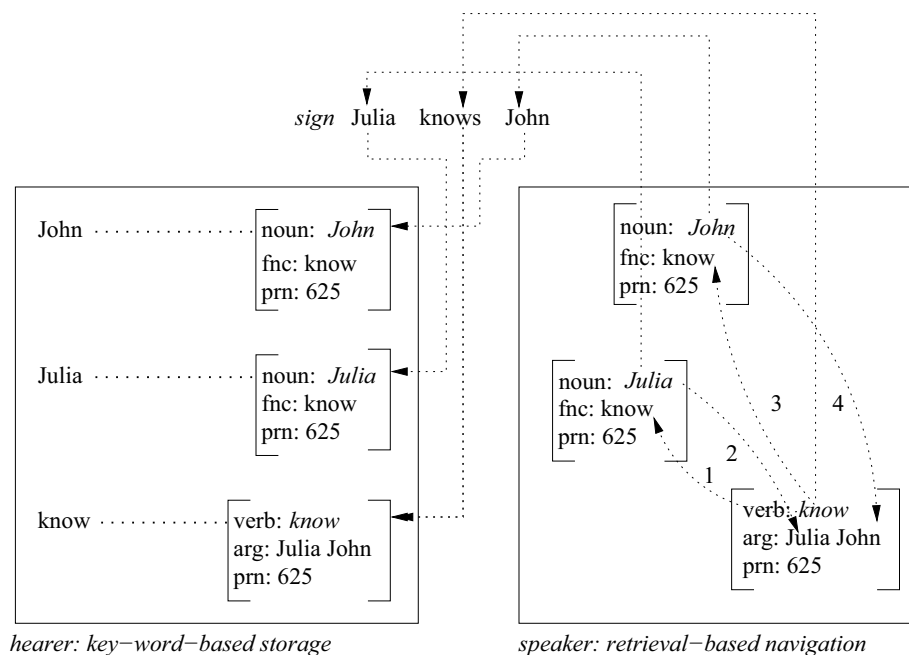 sign Julia knows John
John
noun: John
fnc: know
prn: 625
Julia
noun: Julia
fnc: know
prn: 625
know
verb: know
arg: Julia John
prn: 625
hearer: key−word−based storage
noun: John
fnc: know
prn: 625
noun: Julia
fnc: know
prn: 625
1
2
3
4
verb: know
arg: Julia John
prn: 625
speaker: retrieval−based navigation